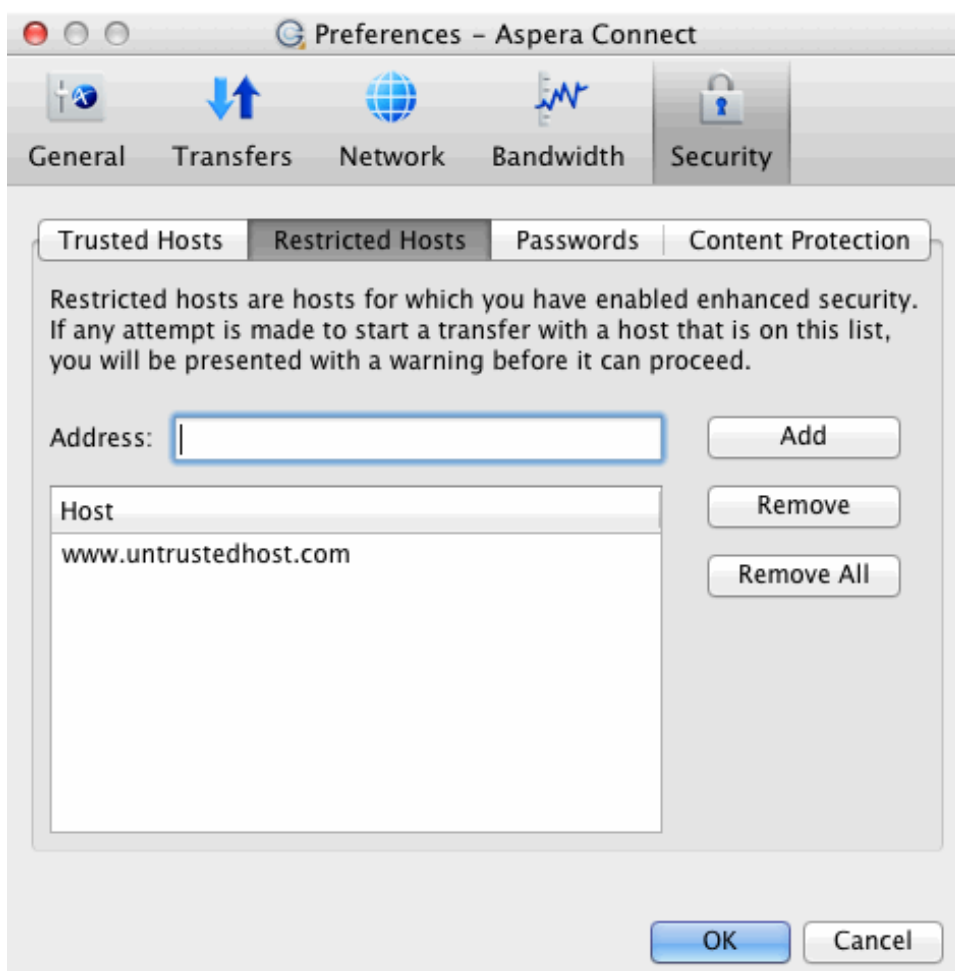 Preferences – Aspera Connect
General Transfers Network Bandwidth Security
Trusted Hosts Restricted Hosts Passwords Content Protection
Restricted hosts are hosts for which you have enabled enhanced security.
If any attempt is made to start a transfer with a host that is on this list,
you will be presented with a warning before it can proceed.
Address: Add
Host Remove
www.untrustedhost.com
Remove All
OK Cancel